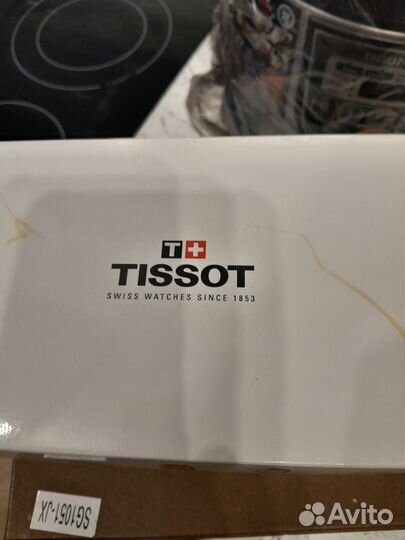 T+
TISSOT
SWISS WATCHES SINCE 1853
SG1051-JX
Avito